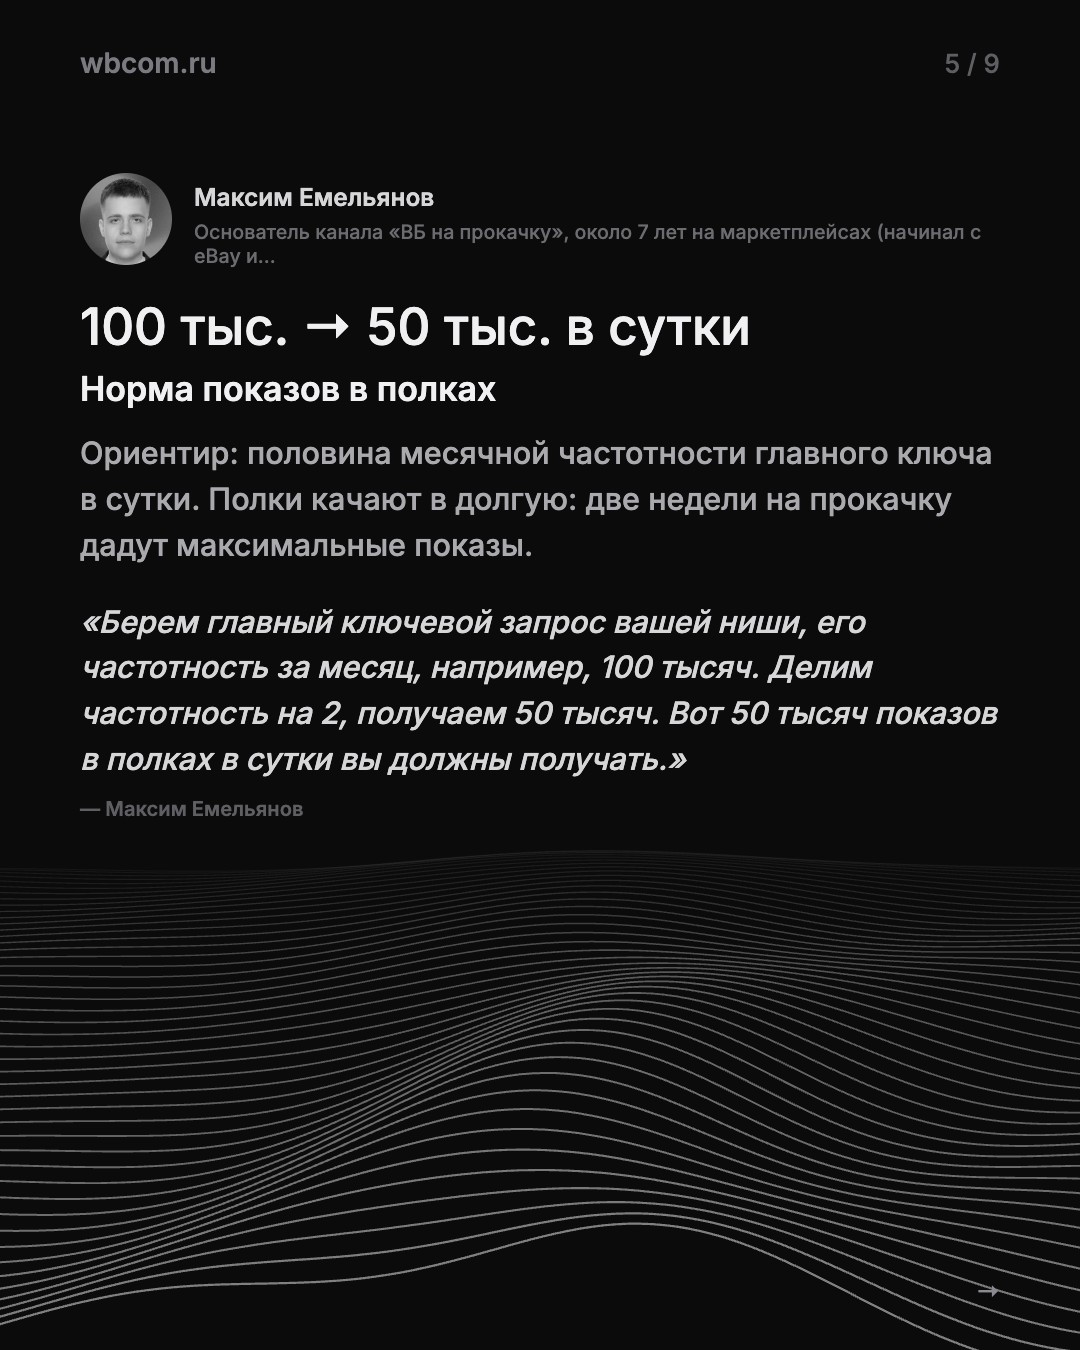 wbcom.ru
5 / 9
Максим Емельянов
Основатель канала «ВБ на прокачку», около 7 лет на маркетплейсах (начинал с
eBay и...
100 тыс. → 50 тыс. в сутки
Норма показов в полках
Ориентир: половина месячной частотности главного ключа
в сутки. Полки качают в долгую: две недели на прокачку
дадут максимальные показы.
«Берем главный ключевой запрос вашей ниши, его
частотность за месяц, например, 100 тысяч. Делим
частотность на 2, получаем 50 тысяч. Вот 50 тысяч показов
в полках в сутки вы должны получать.»
— Максим Емельянов
→